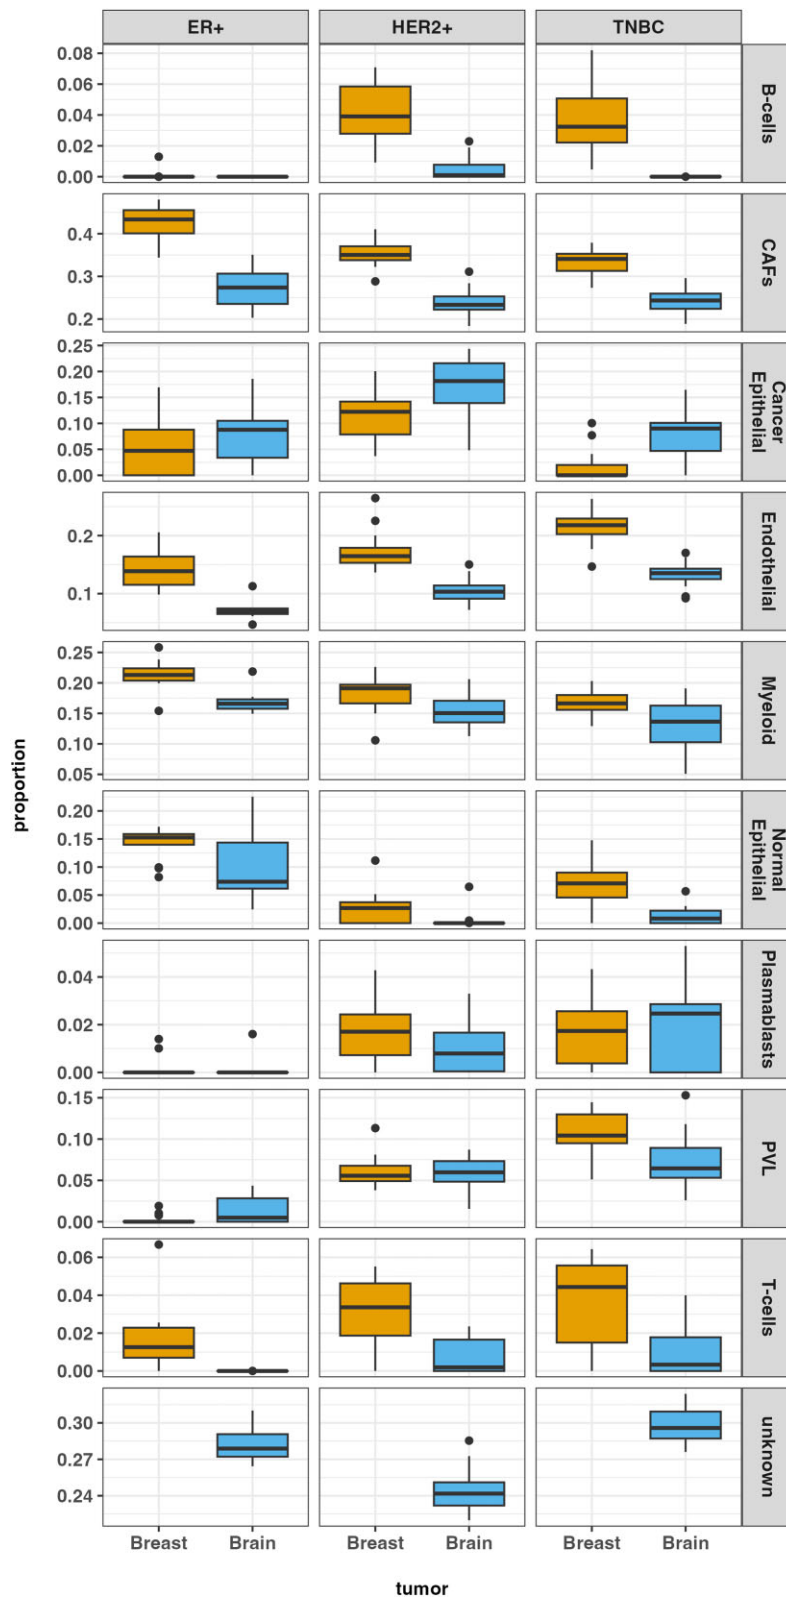 ER+ HER2+ TNBC
0.08
0.06
0.04
0.02
0.00
B-cells
0.4
0.3
0.2
CAFs
0.25
0.20
0.15
0.10
0.05
0.00
Cancer
Epithelial
0.2
0.1
Endothelial
0.25
0.20
0.15
0.10
0.05
Myeloid
0.20
0.15
0.10
0.05
0.00
Normal
Epithelial
0.04
0.02
0.00
Plasmablasts
0.15
0.10
0.05
0.00
PVL
0.06
0.04
0.02
0.00
T-cells
0.30
0.27
0.24
unknown
proportion
Breast Brain Breast Brain Breast Brain
tumor